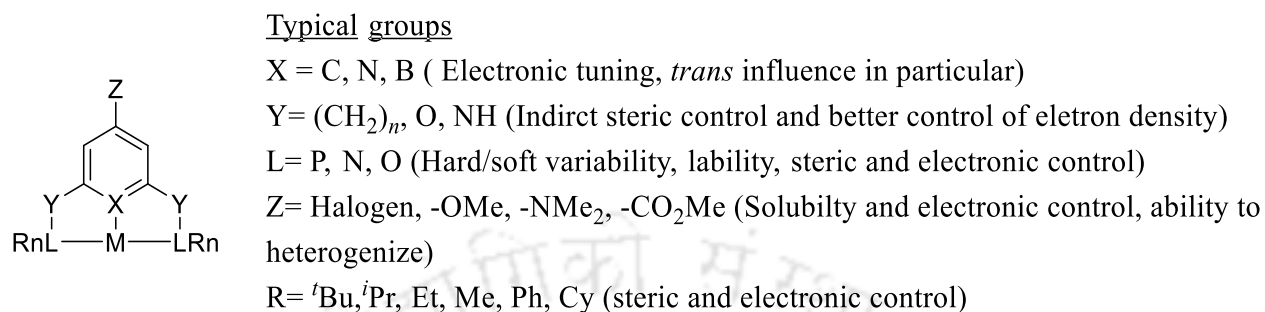 Typical groups
X = C, N, B ( Electronic tuning, trans influence in particular)
Z
Y= (CH2)n, O, NH (Indirct steric control and better control of eletron density)
L= P, N, O (Hard/soft variability, lability, steric and electronic control)
Y X Y
Z= Halogen, -OMe, -NMe2, -CO2Me (Solubilty and electronic control, ability to
RnL M LRn
heterogenize)
R= tBu,iPr, Et, Me, Ph, Cy (steric and electronic control)